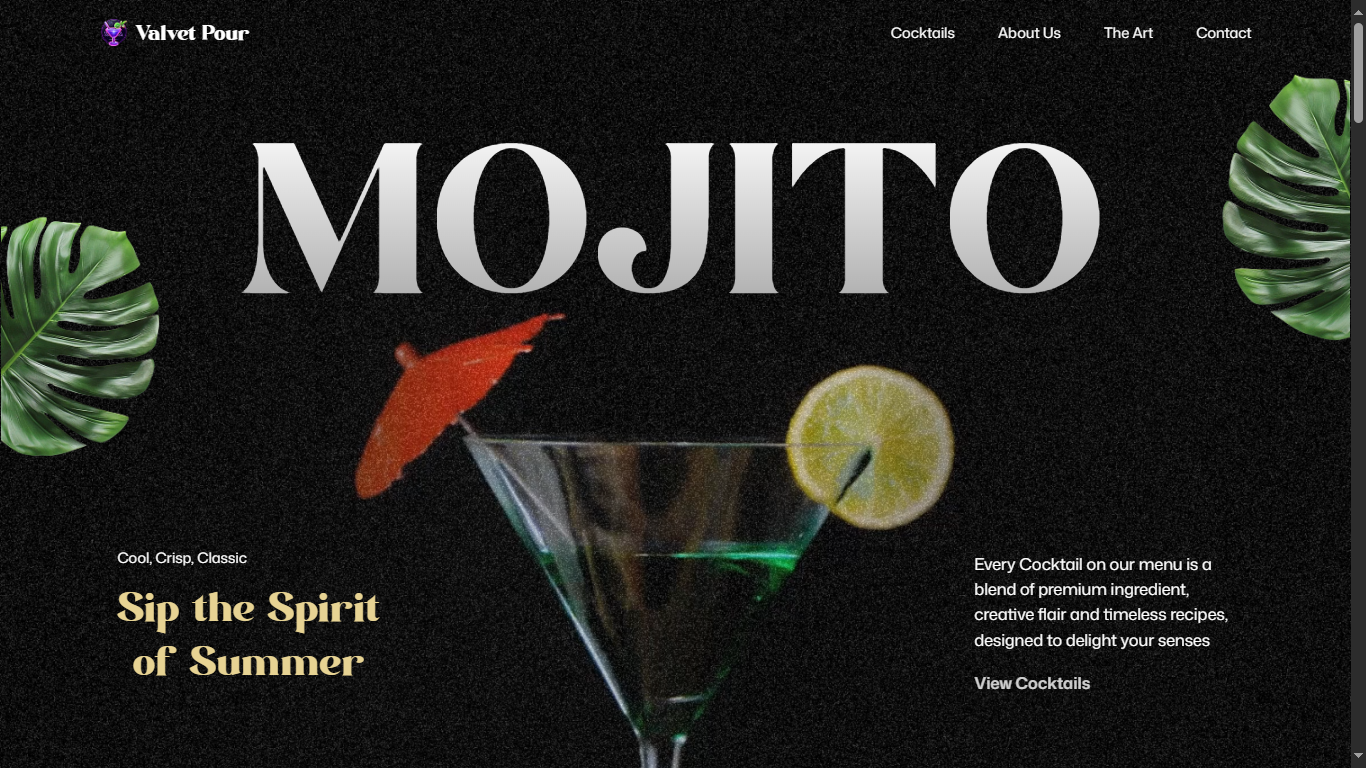 Valvet Pour
Cocktails
About Us
The Art
Contact
MOJITO
Cool, Crisp, Classic
Sip the Spirit
of Summer
Every Cocktail on our menu is a
blend of premium ingredient,
creative flair and timeless recipes,
designed to delight your senses
View Cocktails